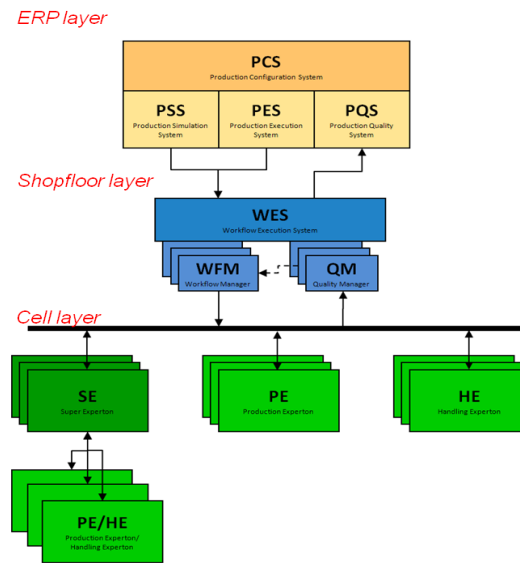 ERP layer
PCS
Production Configuration System
PSS PES PQS
Production Simulation Production Execution Production Quality
System System System
Shopfloor layer
WES
Workflow Execution System
WFM QM
Workflow Manager Quality Manager
Cell layer
SE PE HE
Super Experton Production Experton Handling Experton
PE/HE
Production Experton/
Handling Experton